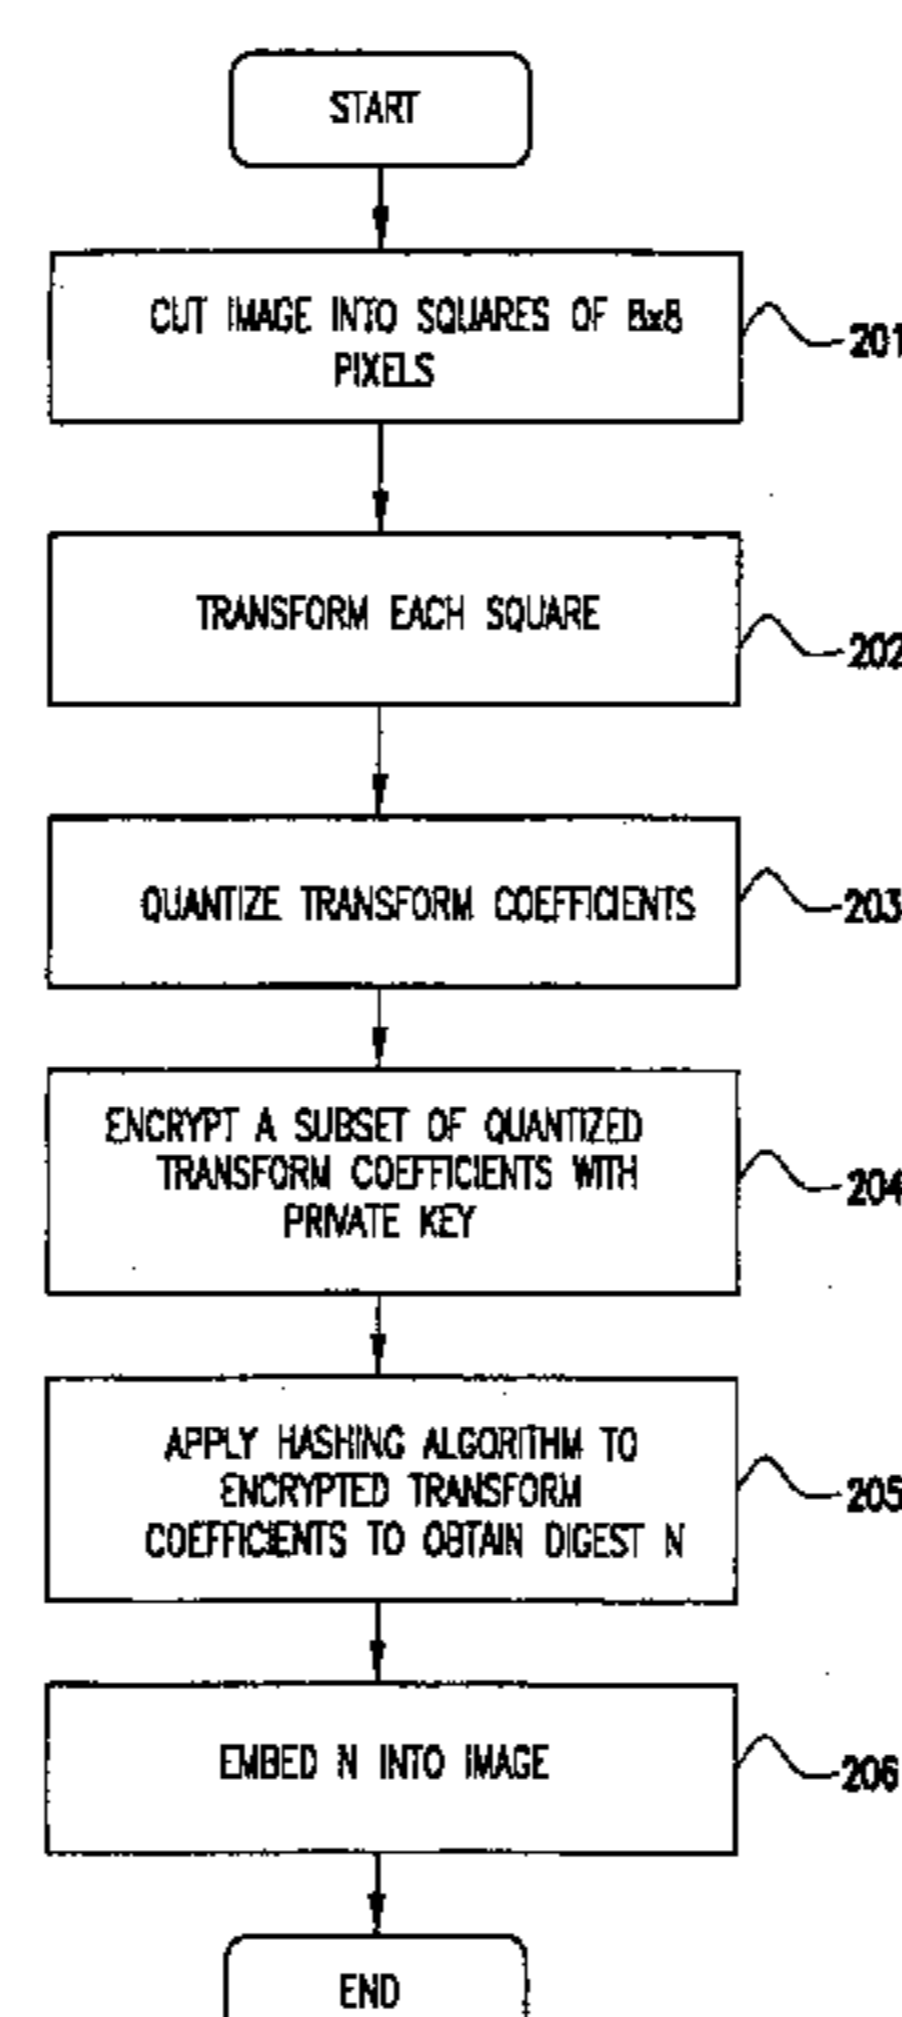 START
CUT IMAGE INTO SQUARES OF 8x8
PIXELS
201
TRANSFORM EACH SQUARE
202
QUANTIZE TRANSFORM COEFFICIENTS
203
ENCRYPT A SUBSET OF QUANTIZED
TRANSFORM COEFFICIENTS WITH
PRIVATE KEY
204
APPLY HASHING ALGORITHM TO
ENCRYPTED TRANSFORM
COEFFICIENTS TO OBTAIN DIGEST N
205
EMBED N INTO IMAGE
206
END